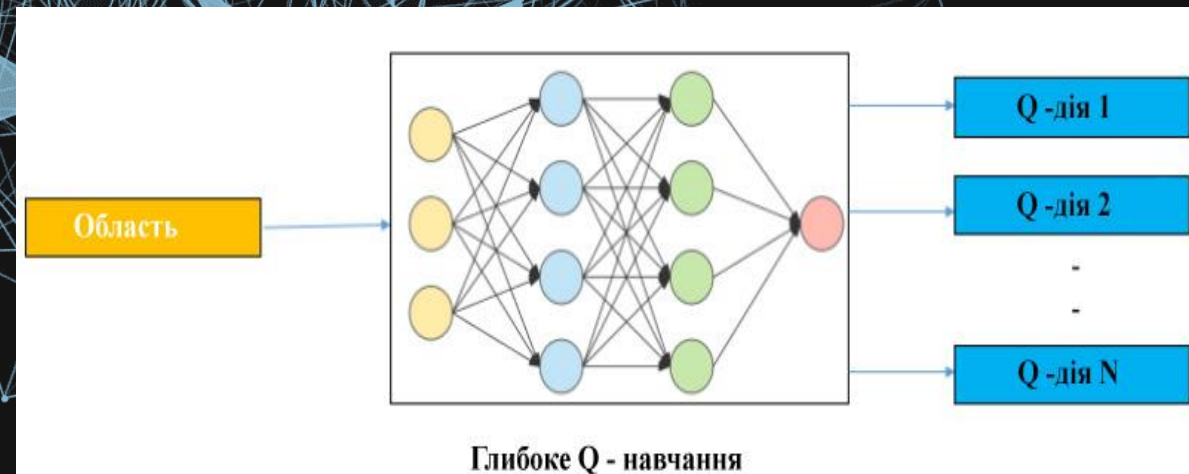 Область
Q -дія 1
Q -дія 2
-
-
Q -дія N
Глибоке Q - навчання